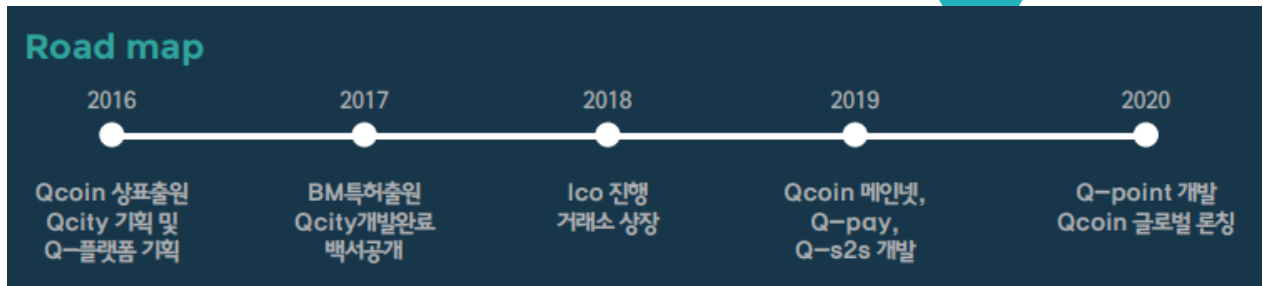 Road map
2016
2017
2018
2019
2020
Qcoin 상표출원
Qcity 기획 및
Q-플랫폼 기획
BM특허출원
Qcity개발완료
백서공개
Ico 진행
거래소 상장
Qcoin 메인넷,
Q-pay,
Q-s2s 개발
Q-point 개발
Qcoin 글로벌 론칭